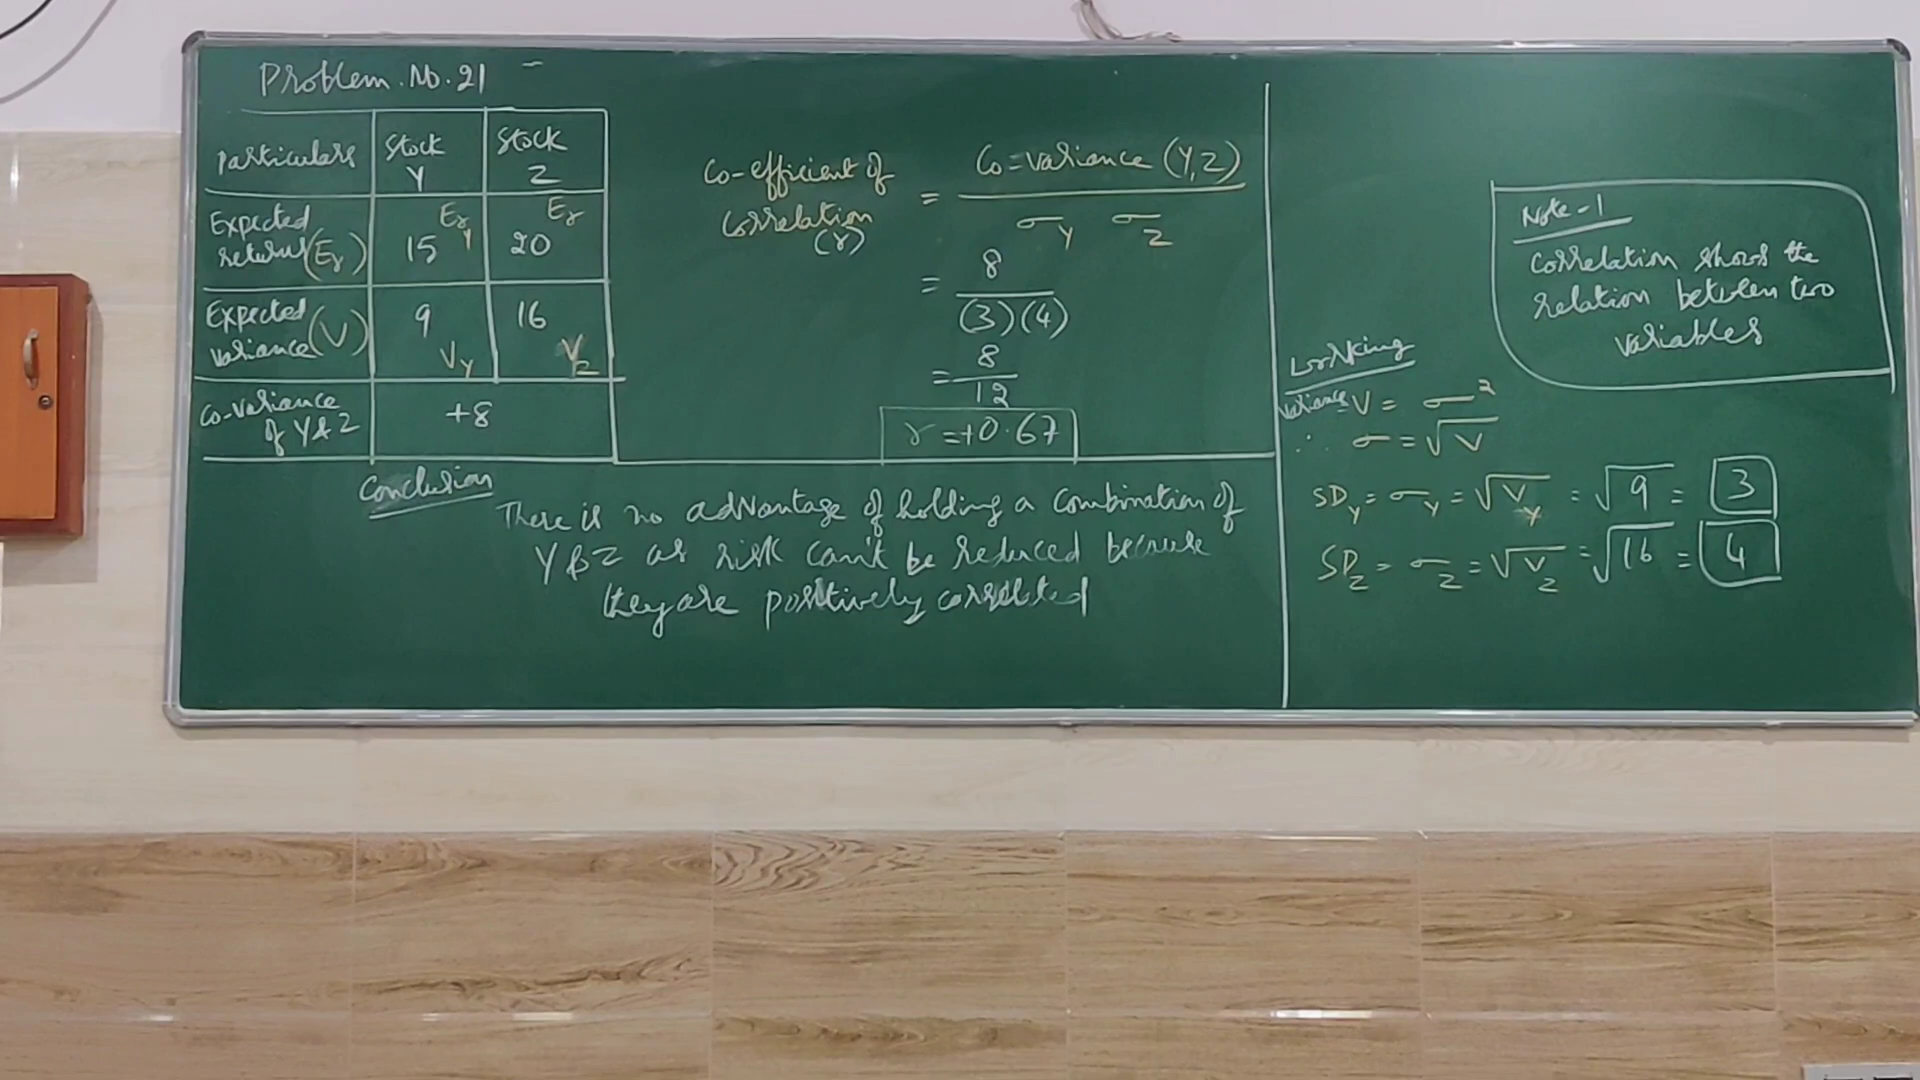 Problem.No.21
Particulars Stock Y Stock Z
Expected returns (Er) 15 Er Y 20 Er
Expected variance (V) 9 VY 16 VZ
Co-variance of Y & Z +8
Co-efficient of Correlation (r) = Co-variance (Y,Z) / σY σZ
= 8 / (3)(4)
= 8 / 12
r = +0.67
Conclusion
There is no advantage of holding a combination of
Y & Z as risk can't be reduced because
they are positively correlated
Note-1
Correlation shows the
relation between two
variables
Working
Variance = V = σ²
∴ σ = √V
SDY = σY = √VY = √9 = 3
SDZ = σZ = √VZ = √16 = 4